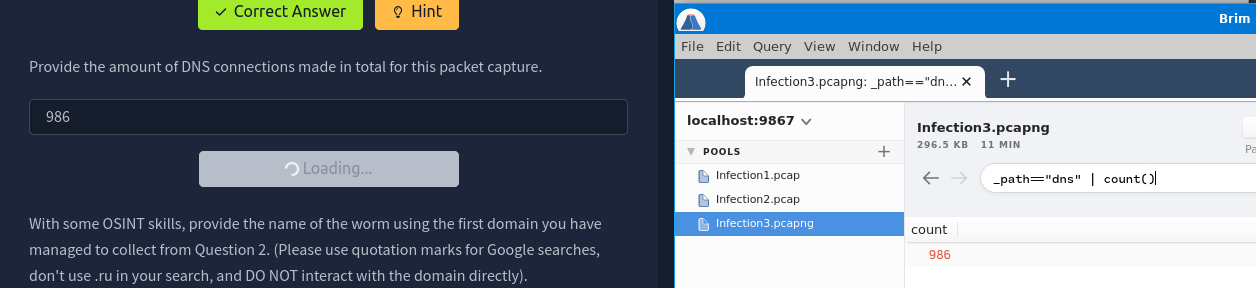 Correct Answer
Hint
Provide the amount of DNS connections made in total for this packet capture.
986
Loading...
With some OSINT skills, provide the name of the worm using the first domain you have
managed to collect from Question 2. (Please use quotation marks for Google searches,
don't use .ru in your search, and DO NOT interact with the domain directly).
Brim
File Edit Query View Window Help
Infection3.pcapng: _path=="dn... ✕ +
localhost:9867
POOLS +
Infection1.pcap
Infection2.pcap
Infection3.pcapng
Infection3.pcapng
296.5 KB 11 MIN
Pa
_path=="dns" | count()
count
986